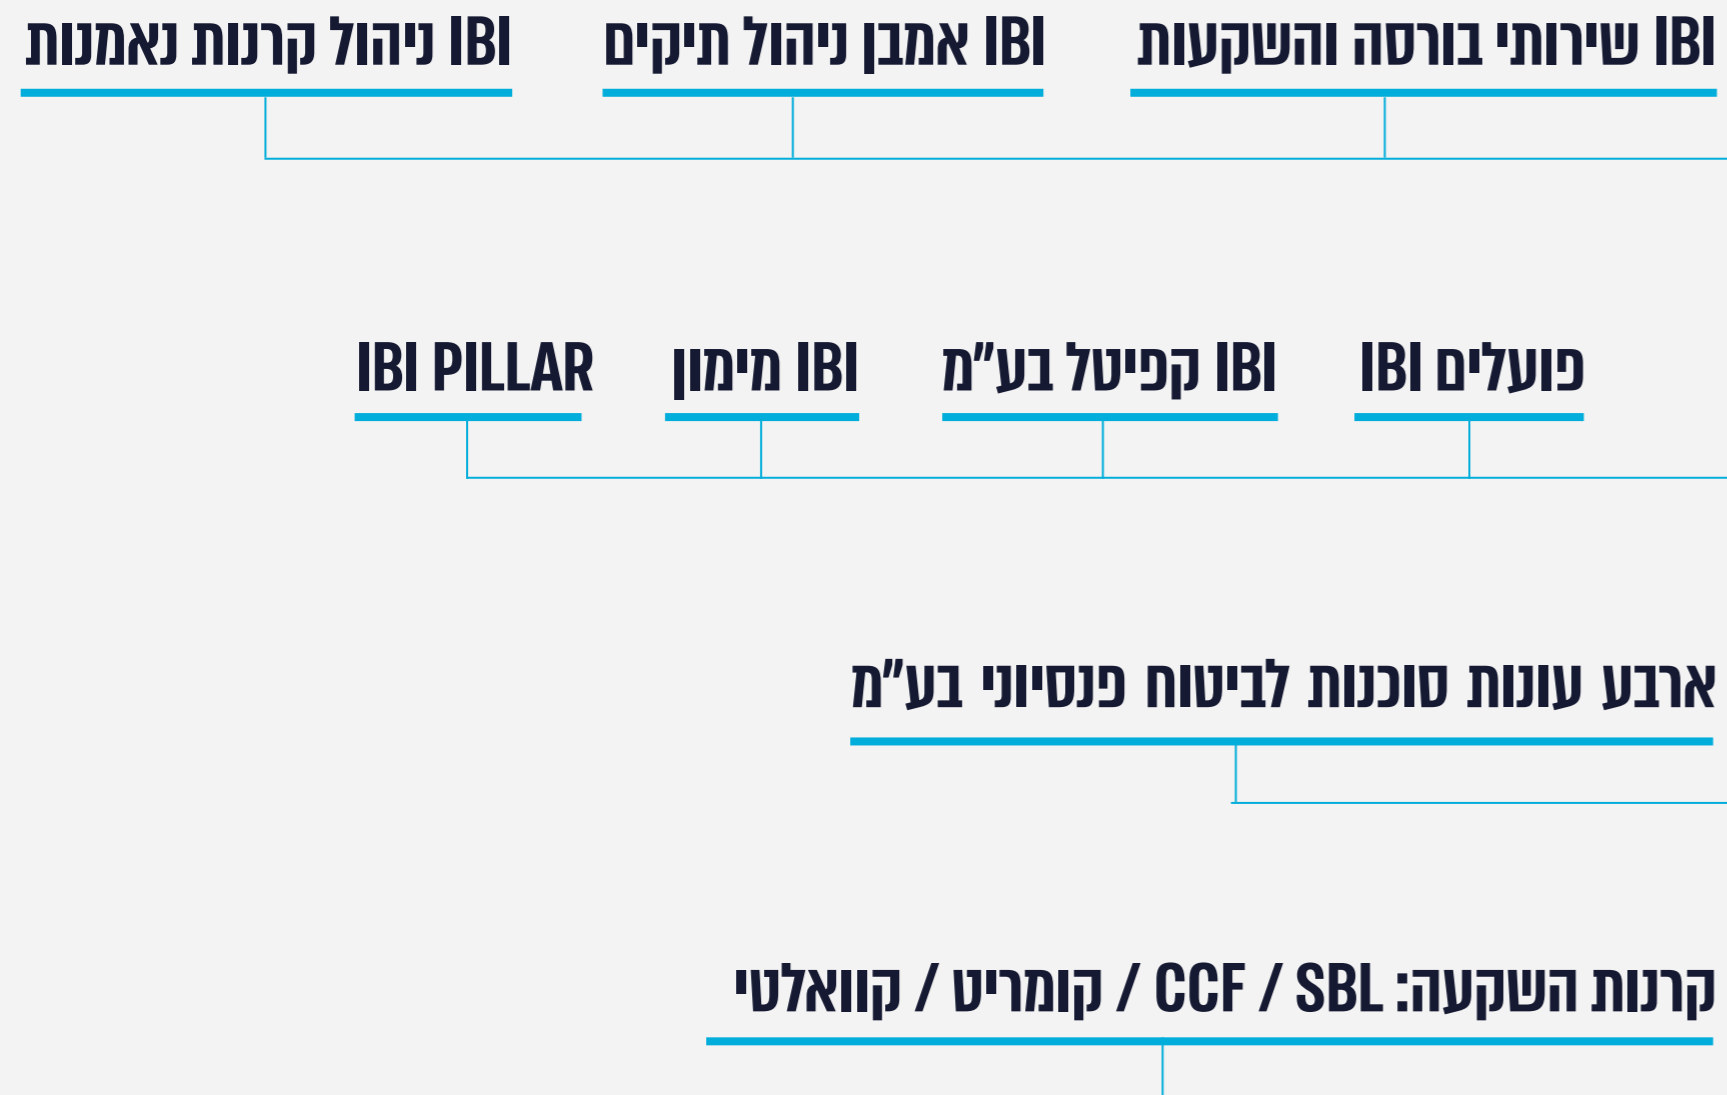 IBI שירותי בורסה והשקעות
IBI אמבן ניהול תיקים
IBI ניהול קרנות נאמנות
פועלים IBI
IBI קפיטל בע"מ
IBI מימון
IBI PILLAR
ארבע עונות סוכנות לביטוח פנסיוני בע"מ
קרנות השקעה: SBL / CCF / קומריט / קוואלטי